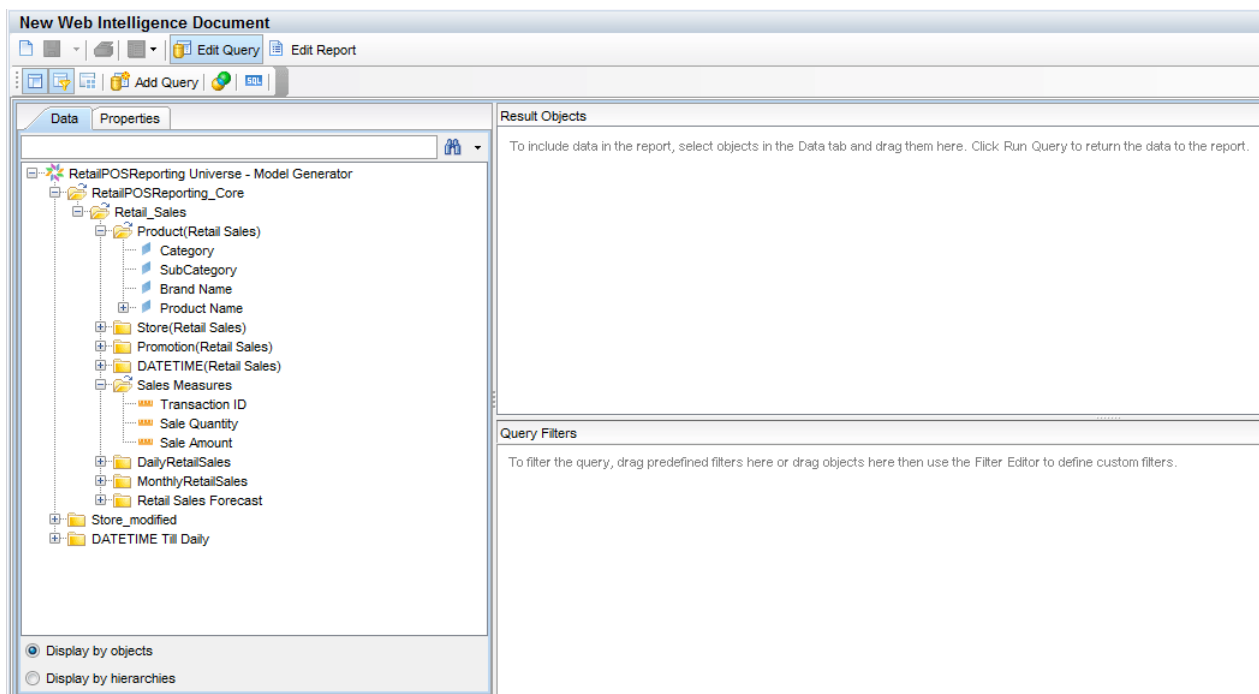 New Web Intelligence Document
Edit Query Edit Report
Add Query SQL
Data Properties
RetailPOSReporting Universe - Model Generator
RetailPOSReporting_Core
Retail_Sales
Product(Retail Sales)
Category
SubCategory
Brand Name
Product Name
Store(Retail Sales)
Promotion(Retail Sales)
DATETIME(Retail Sales)
Sales Measures
Transaction ID
Sale Quantity
Sale Amount
DailyRetailSales
MonthlyRetailSales
Retail Sales Forecast
Store_modified
DATETIME Till Daily
Display by objects
Display by hierarchies
Result Objects
To include data in the report, select objects in the Data tab and drag them here. Click Run Query to return the data to the report.
Query Filters
To filter the query, drag predefined filters here or drag objects here then use the Filter Editor to define custom filters.